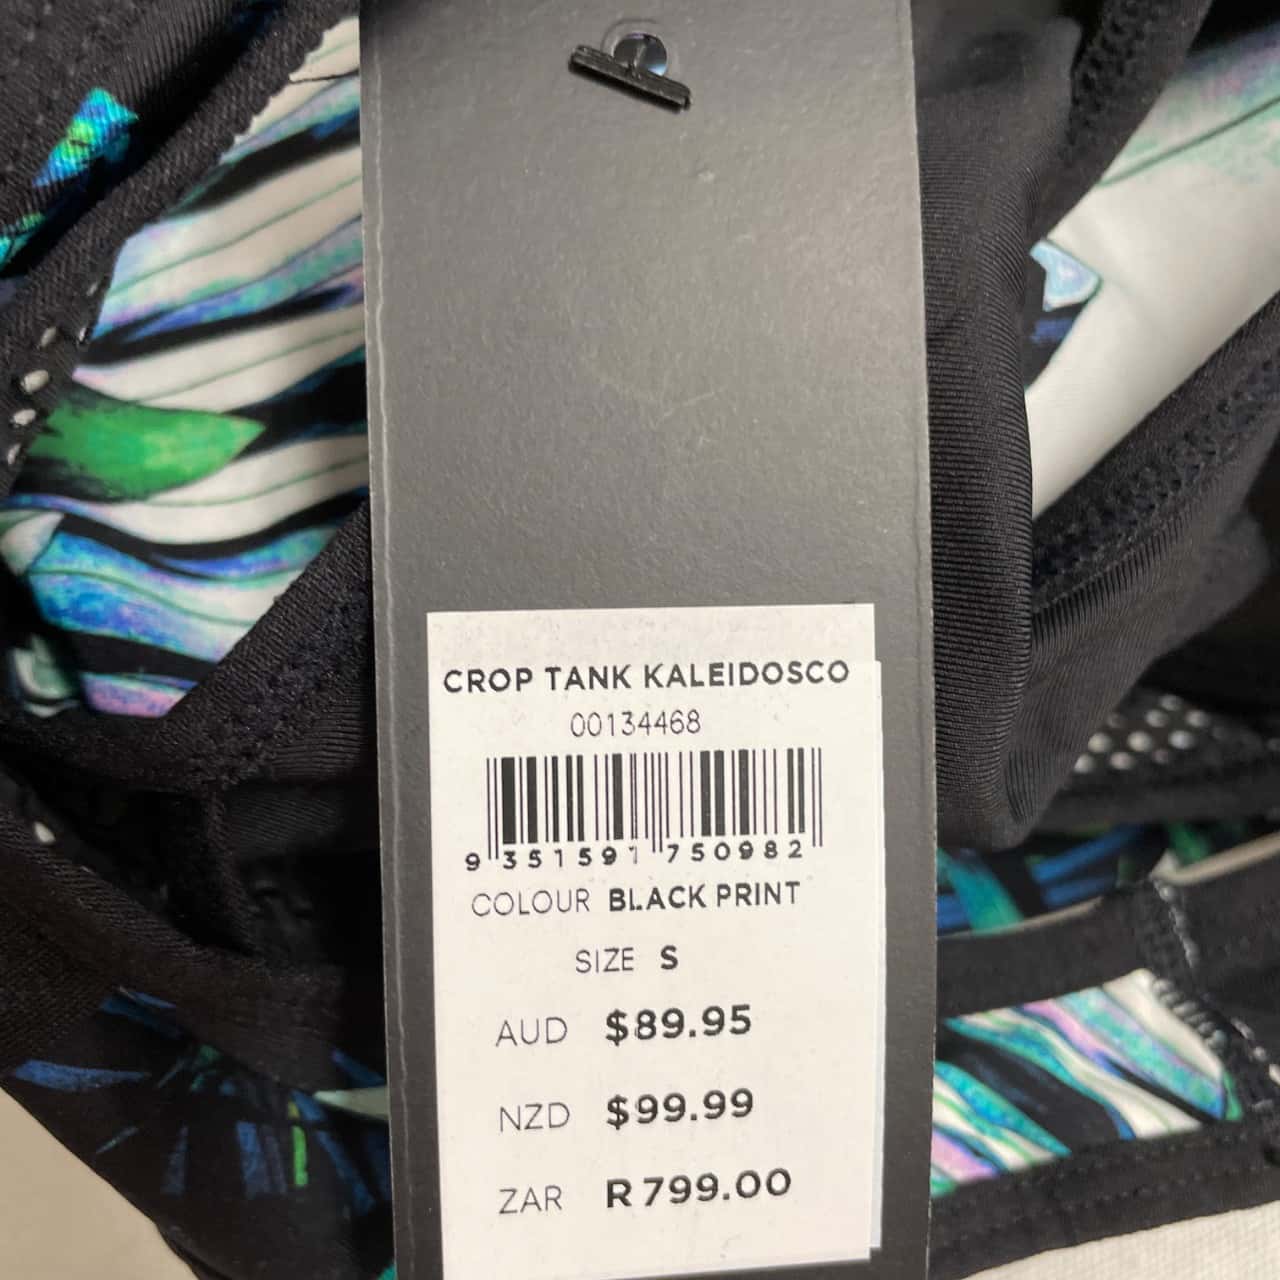 CROP TANK KALEIDOSCO
00134468
9 351591 750982
COLOUR BLACK PRINT
SIZE S
AUD $89.95
NZD $99.99
ZAR R799.00